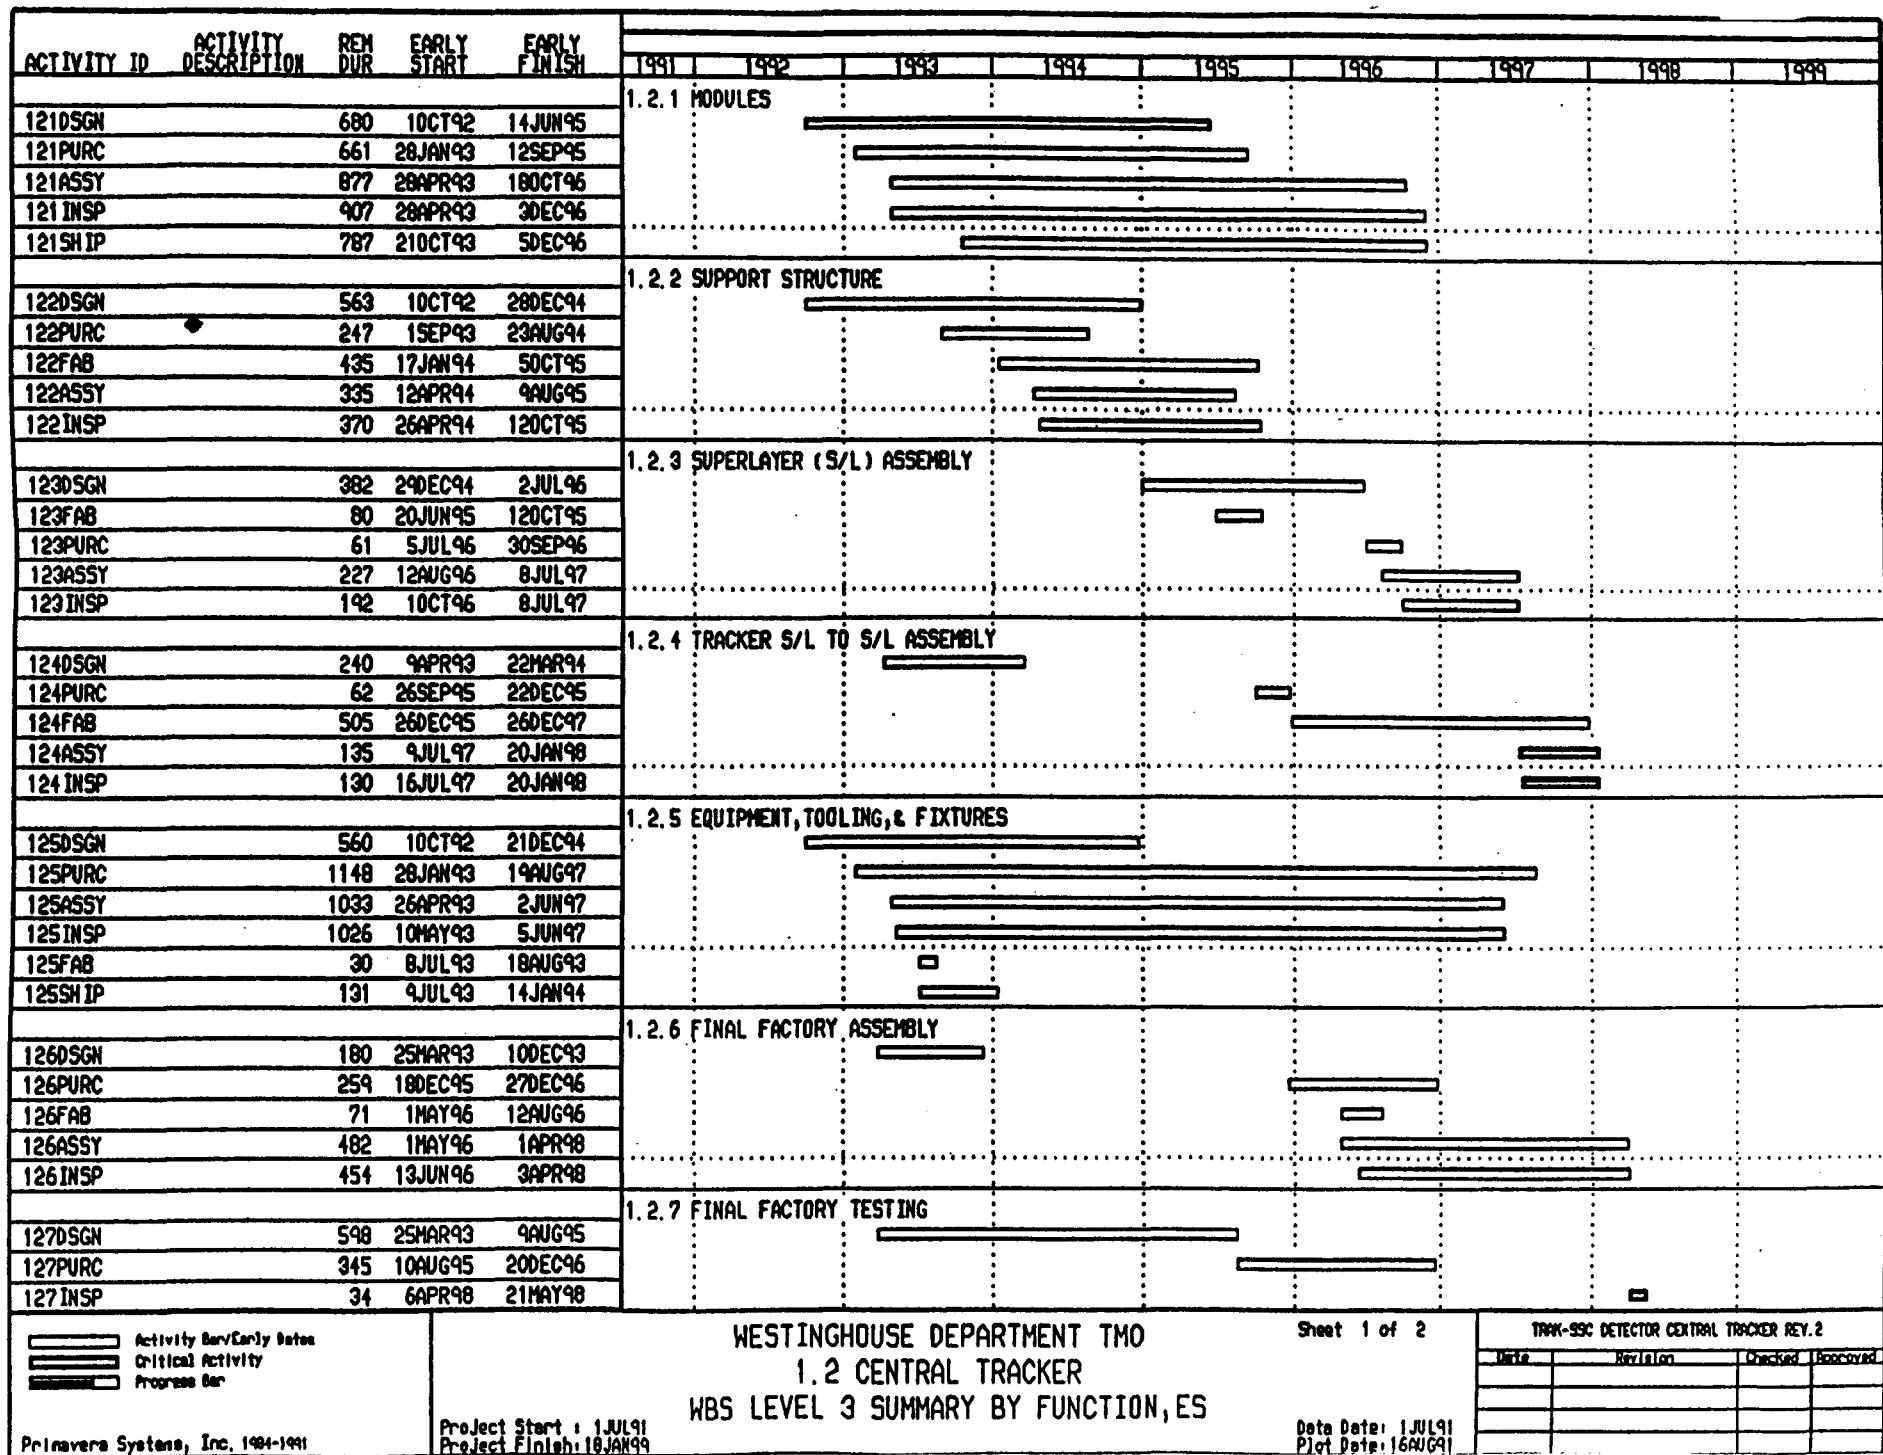 ACTIVITY ID ACTIVITY DESCRIPTION REM DUR EARLY START EARLY FINISH 1991 1992 1993 1994 1995 1996 1997 1998 1999
1.2.1 MODULES
121DSGN 680 1OCT92 14JUN95
121PURC 661 28JAN93 12SEP95
121ASSY 877 28APR93 18OCT96
121INSP 907 28APR93 3DEC96
121SHIP 787 21OCT93 5DEC96
1.2.2 SUPPORT STRUCTURE
122DSGN 563 1OCT92 28DEC94
122PURC 247 1SEP93 23AUG94
122FAB 435 17JAN94 5OCT95
122ASSY 335 12APR94 9AUG95
122INSP 370 26APR94 12OCT95
1.2.3 SUPERLAYER (S/L) ASSEMBLY
123DSGN 382 29DEC94 2JUL96
123FAB 80 20JUN95 12OCT95
123PURC 61 5JUL96 30SEP96
123ASSY 227 12AUG96 8JUL97
123INSP 192 1OCT96 8JUL97
1.2.4 TRACKER S/L TO S/L ASSEMBLY
124DSGN 240 9APR93 22MAR94
124PURC 62 26SEP95 22DEC95
124FAB 505 26DEC95 26DEC97
124ASSY 135 9JUL97 20JAN98
124INSP 130 16JUL97 20JAN98
1.2.5 EQUIPMENT,TOOLING,& FIXTURES
125DSGN 560 1OCT92 21DEC94
125PURC 1148 28JAN93 19AUG97
125ASSY 1033 26APR93 2JUN97
125INSP 1026 10MAY93 5JUN97
125FAB 30 8JUL93 18AUG93
125SHIP 131 9JUL93 14JAN94
1.2.6 FINAL FACTORY ASSEMBLY
126DSGN 180 25MAR93 10DEC93
126PURC 259 18DEC95 27DEC96
126FAB 71 1MAY96 12AUG96
126ASSY 482 1MAY96 1APR98
126INSP 454 13JUN96 3APR98
1.2.7 FINAL FACTORY TESTING
127DSGN 598 25MAR93 9AUG95
127PURC 345 10AUG95 20DEC96
127INSP 34 6APR98 21MAY98
Activity Bar/Early Dates
Critical Activity
Progress Bar
Primavera Systems, Inc. 1984-1991
WESTINGHOUSE DEPARTMENT TMO
1.2 CENTRAL TRACKER
WBS LEVEL 3 SUMMARY BY FUNCTION,ES
Project Start : 1JUL91
Project Finish: 18JAN99
Sheet 1 of 2
Data Date: 1JUL91
Plot Date: 16AUG91
TRAK-SSC DETECTOR CENTRAL TRACKER REV.2
Date Revision Checked Approved